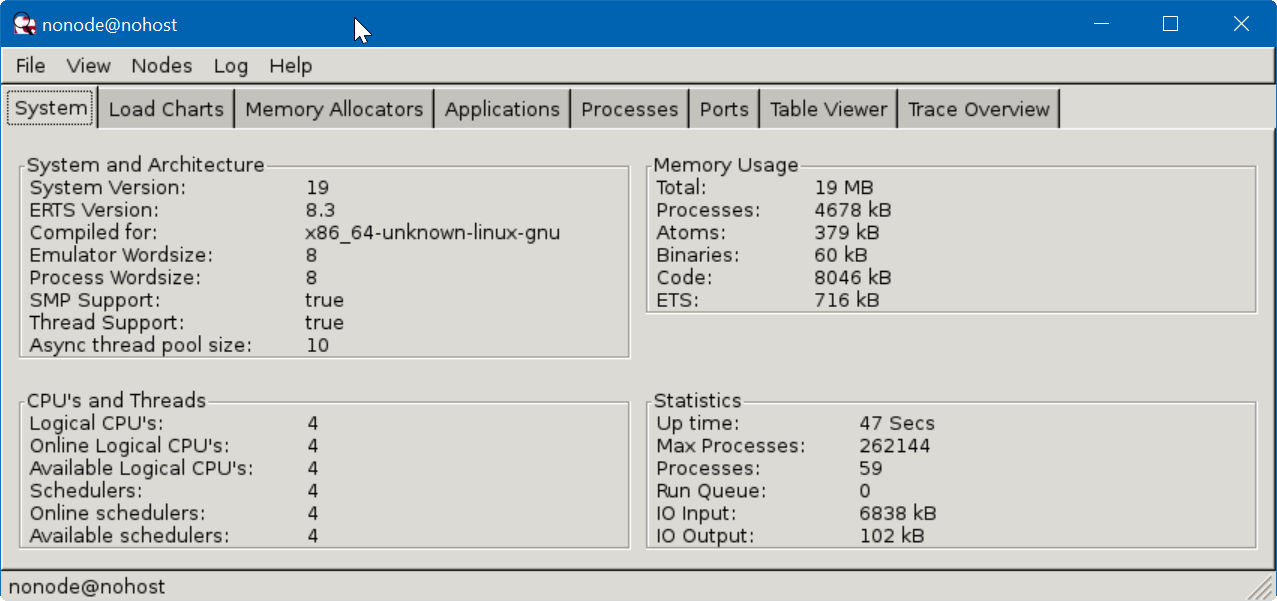 nonode@nohost
File View Nodes Log Help
System Load Charts Memory Allocators Applications Processes Ports Table Viewer Trace Overview
System and Architecture
System Version: 19
ERTS Version: 8.3
Compiled for: x86_64-unknown-linux-gnu
Emulator Wordsize: 8
Process Wordsize: 8
SMP Support: true
Thread Support: true
Async thread pool size: 10
Memory Usage
Total: 19 MB
Processes: 4678 kB
Atoms: 379 kB
Binaries: 60 kB
Code: 8046 kB
ETS: 716 kB
CPU's and Threads
Logical CPU's: 4
Online Logical CPU's: 4
Available Logical CPU's: 4
Schedulers: 4
Online schedulers: 4
Available schedulers: 4
Statistics
Up time: 47 Secs
Max Processes: 262144
Processes: 59
Run Queue: 0
IO Input: 6838 kB
IO Output: 102 kB
nonode@nohost